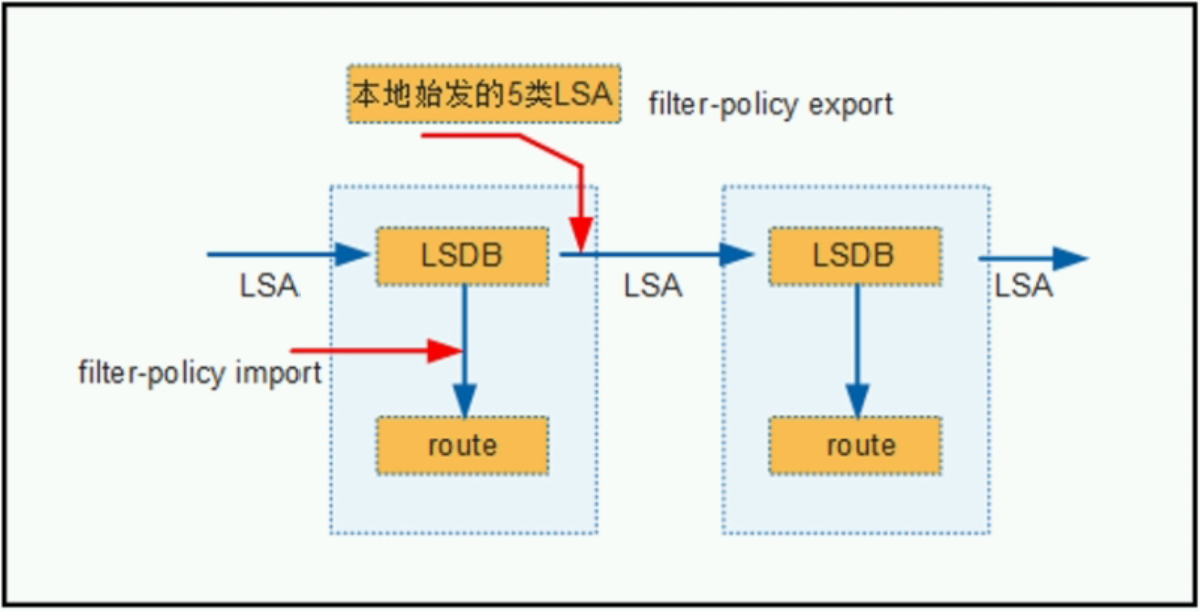 本地始发的5类LSA
filter-policy export
LSDB
LSDB
LSA
LSA
LSA
filter-policy import
route
route